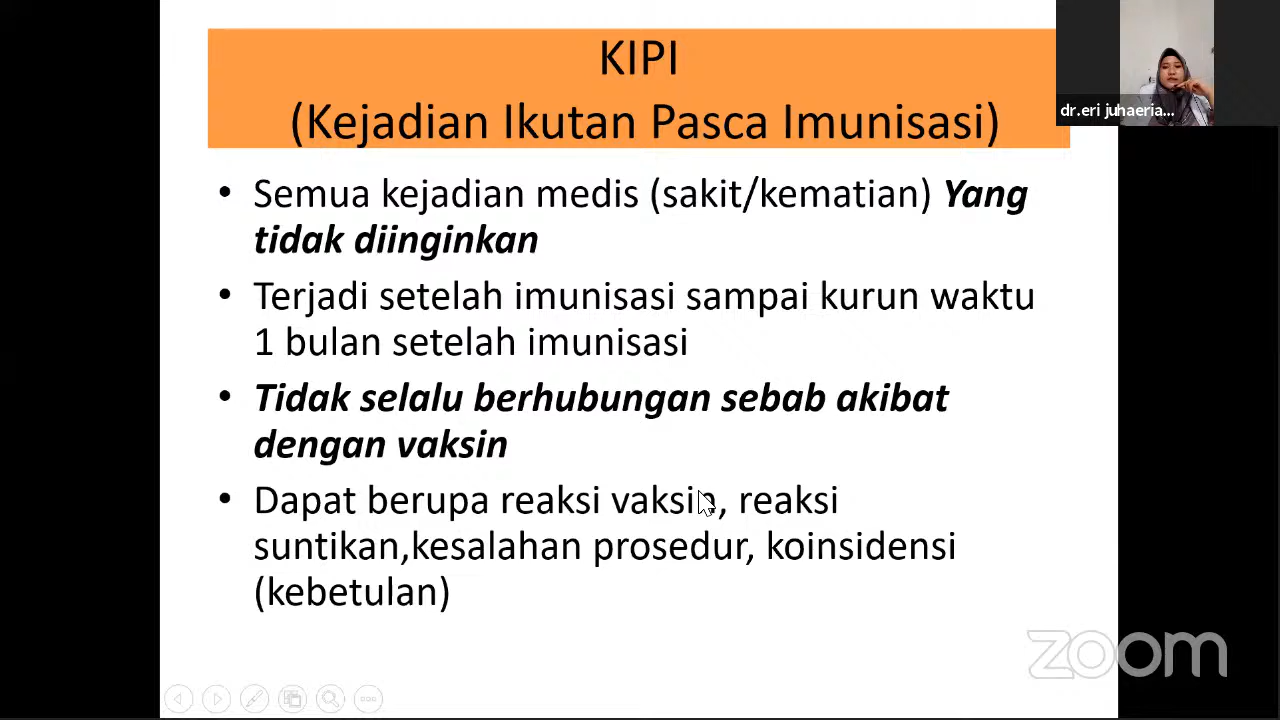 KIPI
(Kejadian Ikutan Pasca Imunisasi)
dr.eri juhaeria...
• Semua kejadian medis (sakit/kematian) Yang
tidak diinginkan
• Terjadi setelah imunisasi sampai kurun waktu
1 bulan setelah imunisasi
• Tidak selalu berhubungan sebab akibat
dengan vaksin
• Dapat berupa reaksi vaksin, reaksi
suntikan,kesalahan prosedur, koinsidensi
(kebetulan)
zoom